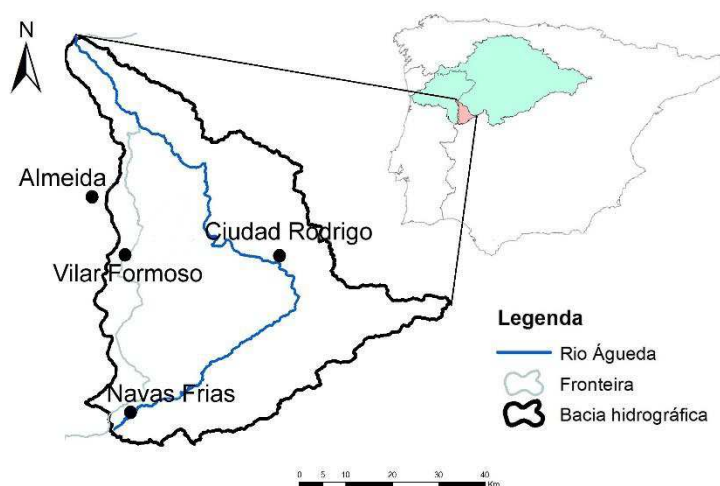 N
Almeida
Ciudad Rodrigo
Vilar Formoso
Navas Frias
Legenda
Rio Águeda
Fronteira
Bacia hidrográfica
0 5 10 20 30 40
Km